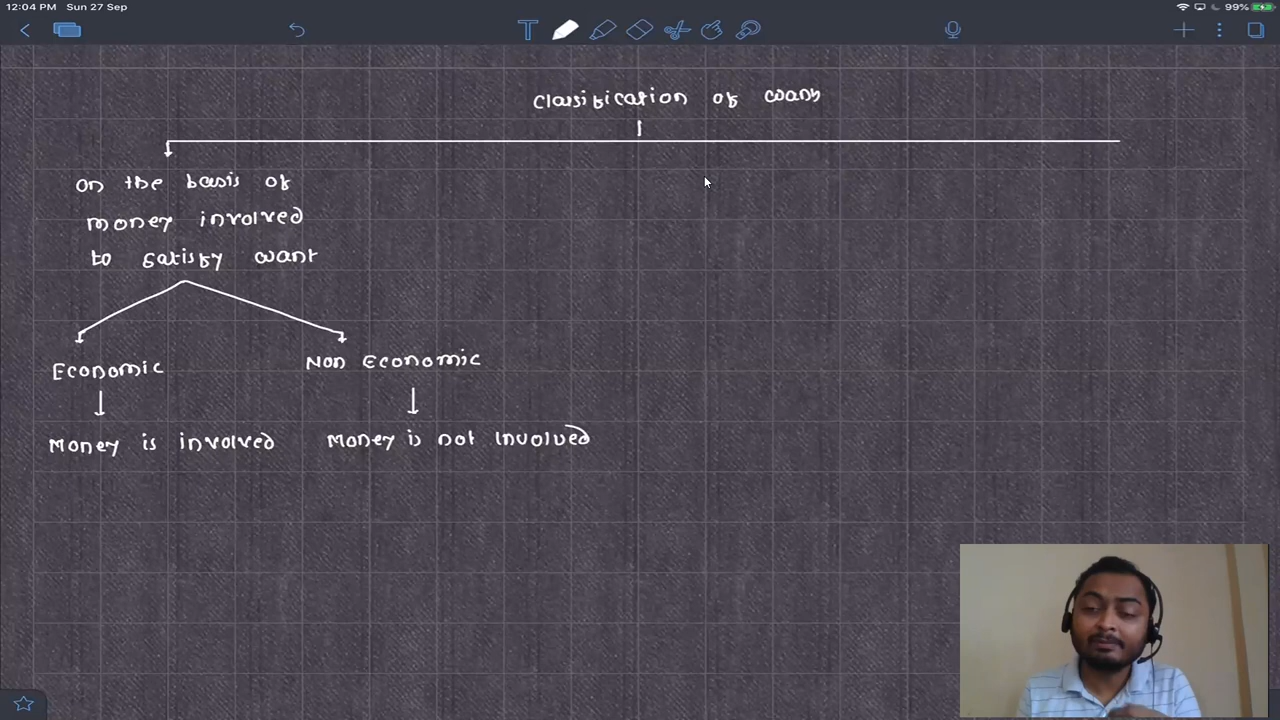 12:04 PM Sun 27 Sep
99%
T
Classification of wants
on the basis of
money involved
to satisfy want
Economic
Non Economic
Money is involved
Money is not involved